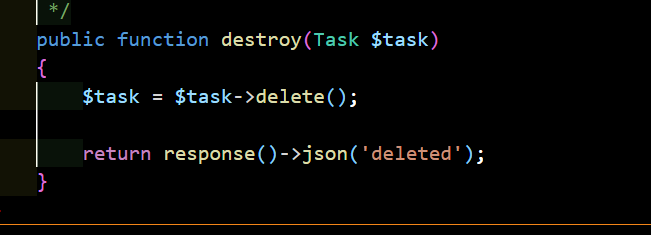 */
public function destroy(Task $task)
{
$task = $task->delete();
return response()->json('deleted');
}